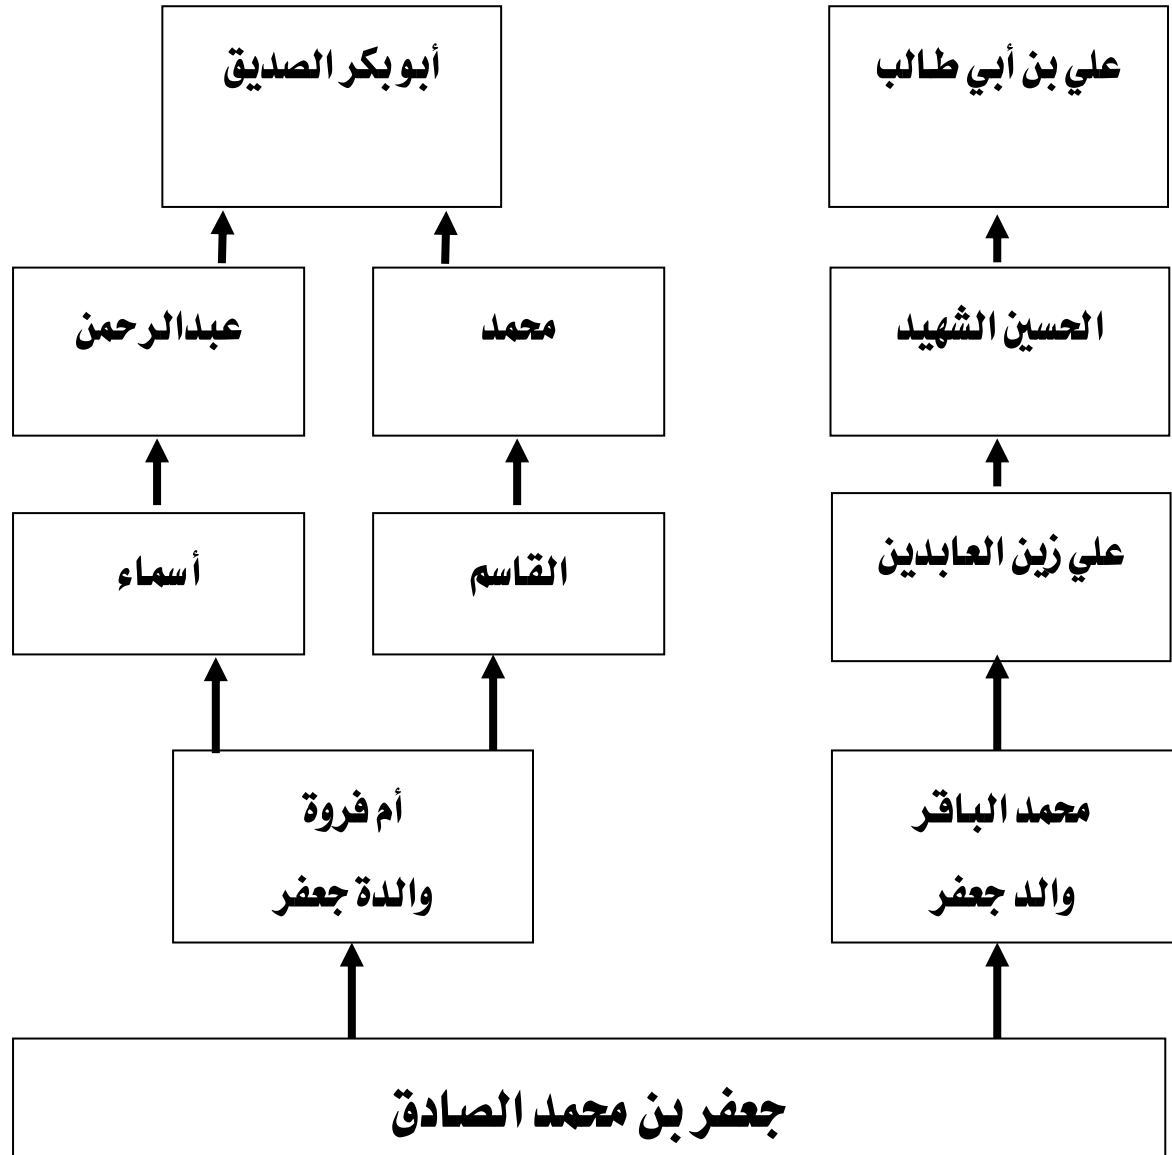 علي بن أبي طالب
أبو بكر الصديق
الحسين الشهيد
محمد
عبدالرحمن
علي زين العابدين
القاسم
أسماء
محمد الباقر
والد جعفر
أم فروة
والدة جعفر
جعفر بن محمد الصادق